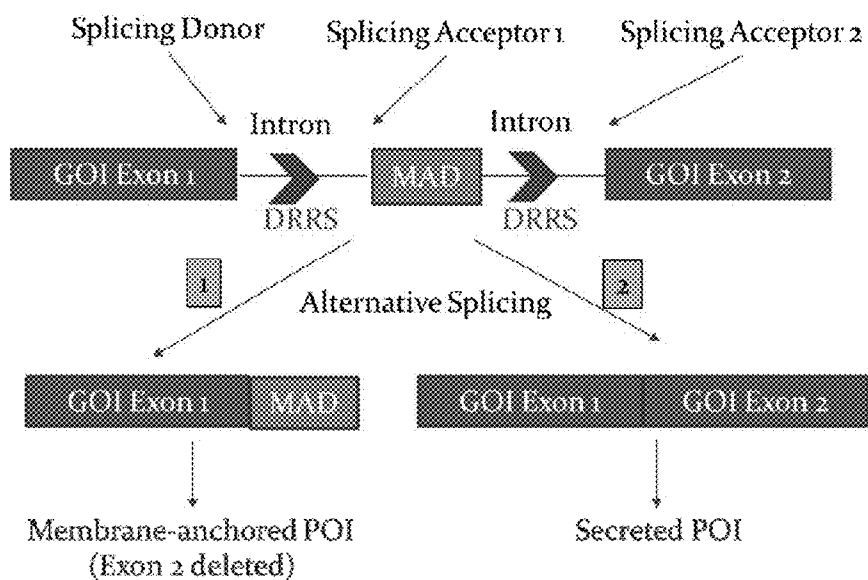 Splicing Donor
Splicing Acceptor 1
Splicing Acceptor 2
Intron
Intron
GOI Exon 1
MAD
GOI Exon 2
DRRS
DRRS
1
2
Alternative Splicing
GOI Exon 1
MAD
GOI Exon 1
GOI Exon 2
Membrane-anchored POI
(Exon 2 deleted)
Secreted POI